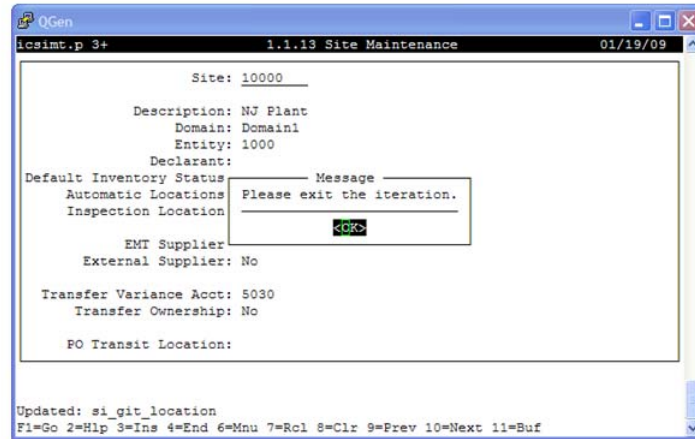 QGen
icsimt.p 3+ 1.1.13 Site Maintenance 01/19/09
Site: 10000
Description: NJ Plant
Domain: Domain1
Entity: 1000
Declarant:
Default Inventory Status
Message
Automatic Locations
Please exit the iteration.
Inspection Location
<OK>
EMT Supplier
External Supplier: No
Transfer Variance Acct: 5030
Transfer Ownership: No
PO Transit Location:
Updated: si_git_location
F1=Go 2=Hlp 3=Ins 4=End 6=Mnu 7=Rcl 8=Clr 9=Prev 10=Next 11=Buf